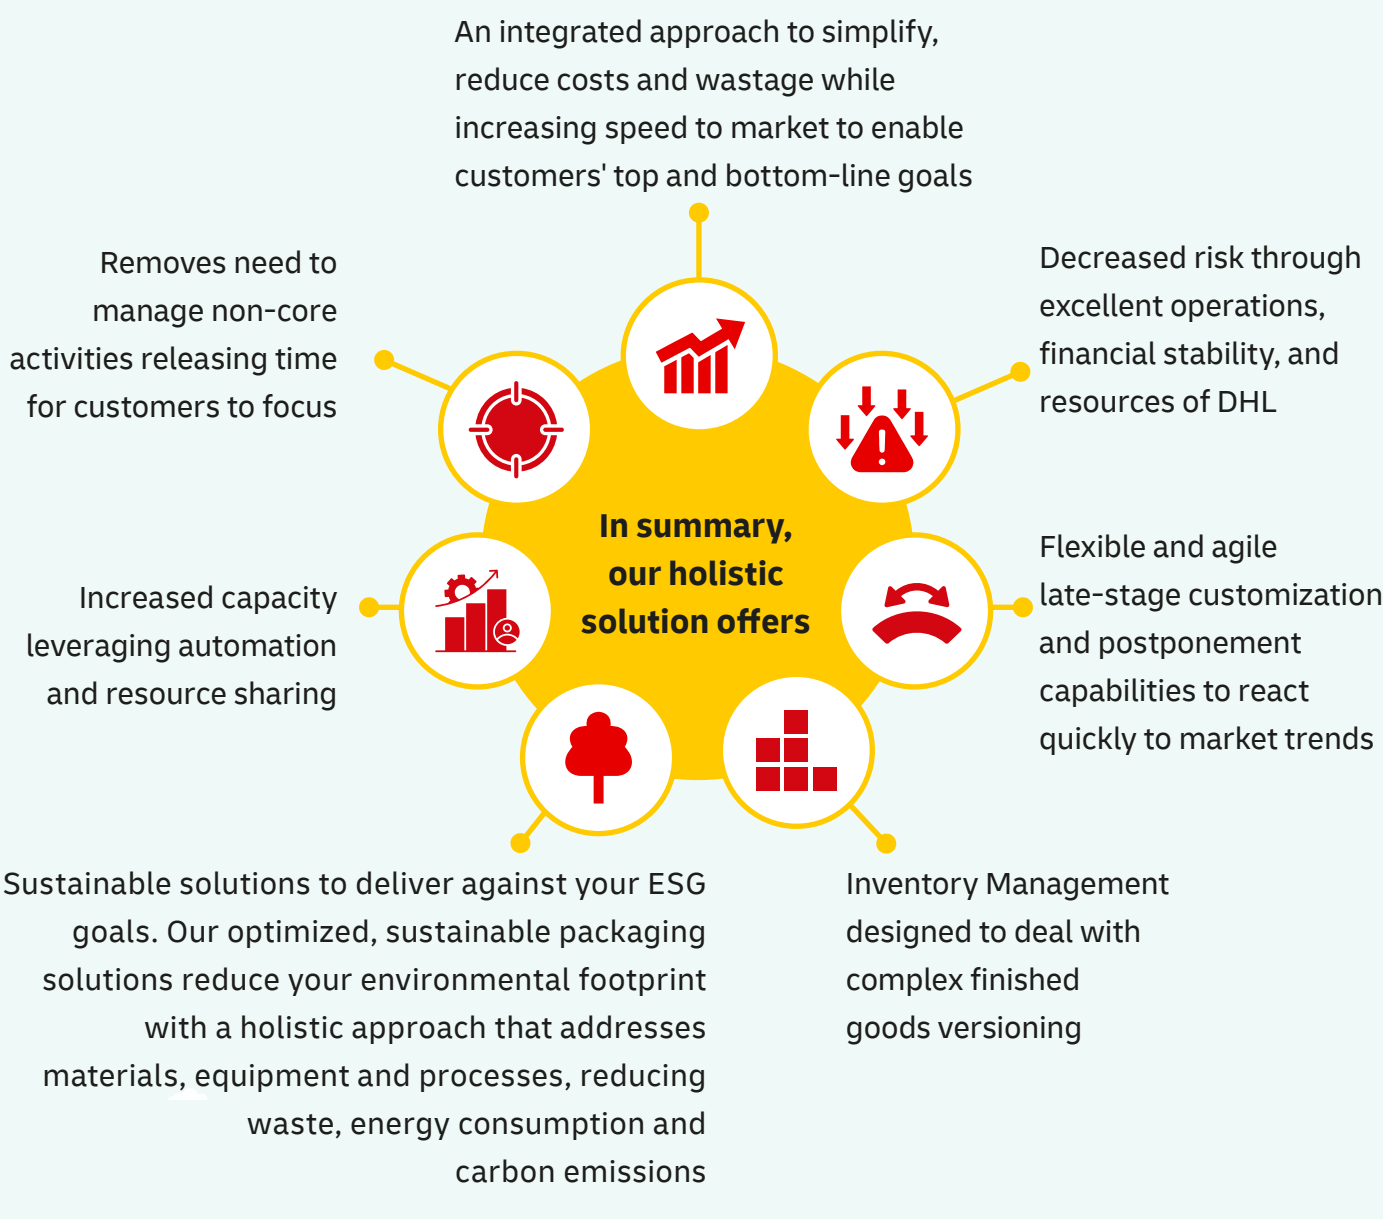 An integrated approach to simplify,
reduce costs and wastage while
increasing speed to market to enable
customers' top and bottom-line goals
Decreased risk through
excellent operations,
financial stability, and
resources of DHL
Flexible and agile
late-stage customization
and postponement
capabilities to react
quickly to market trends
Inventory Management
designed to deal with
complex finished
goods versioning
Sustainable solutions to deliver against your ESG
goals. Our optimized, sustainable packaging
solutions reduce your environmental footprint
with a holistic approach that addresses
materials, equipment and processes, reducing
waste, energy consumption and
carbon emissions
Increased capacity
leveraging automation
and resource sharing
Removes need to
manage non-core
activities releasing time
for customers to focus
In summary,
our holistic
solution offers